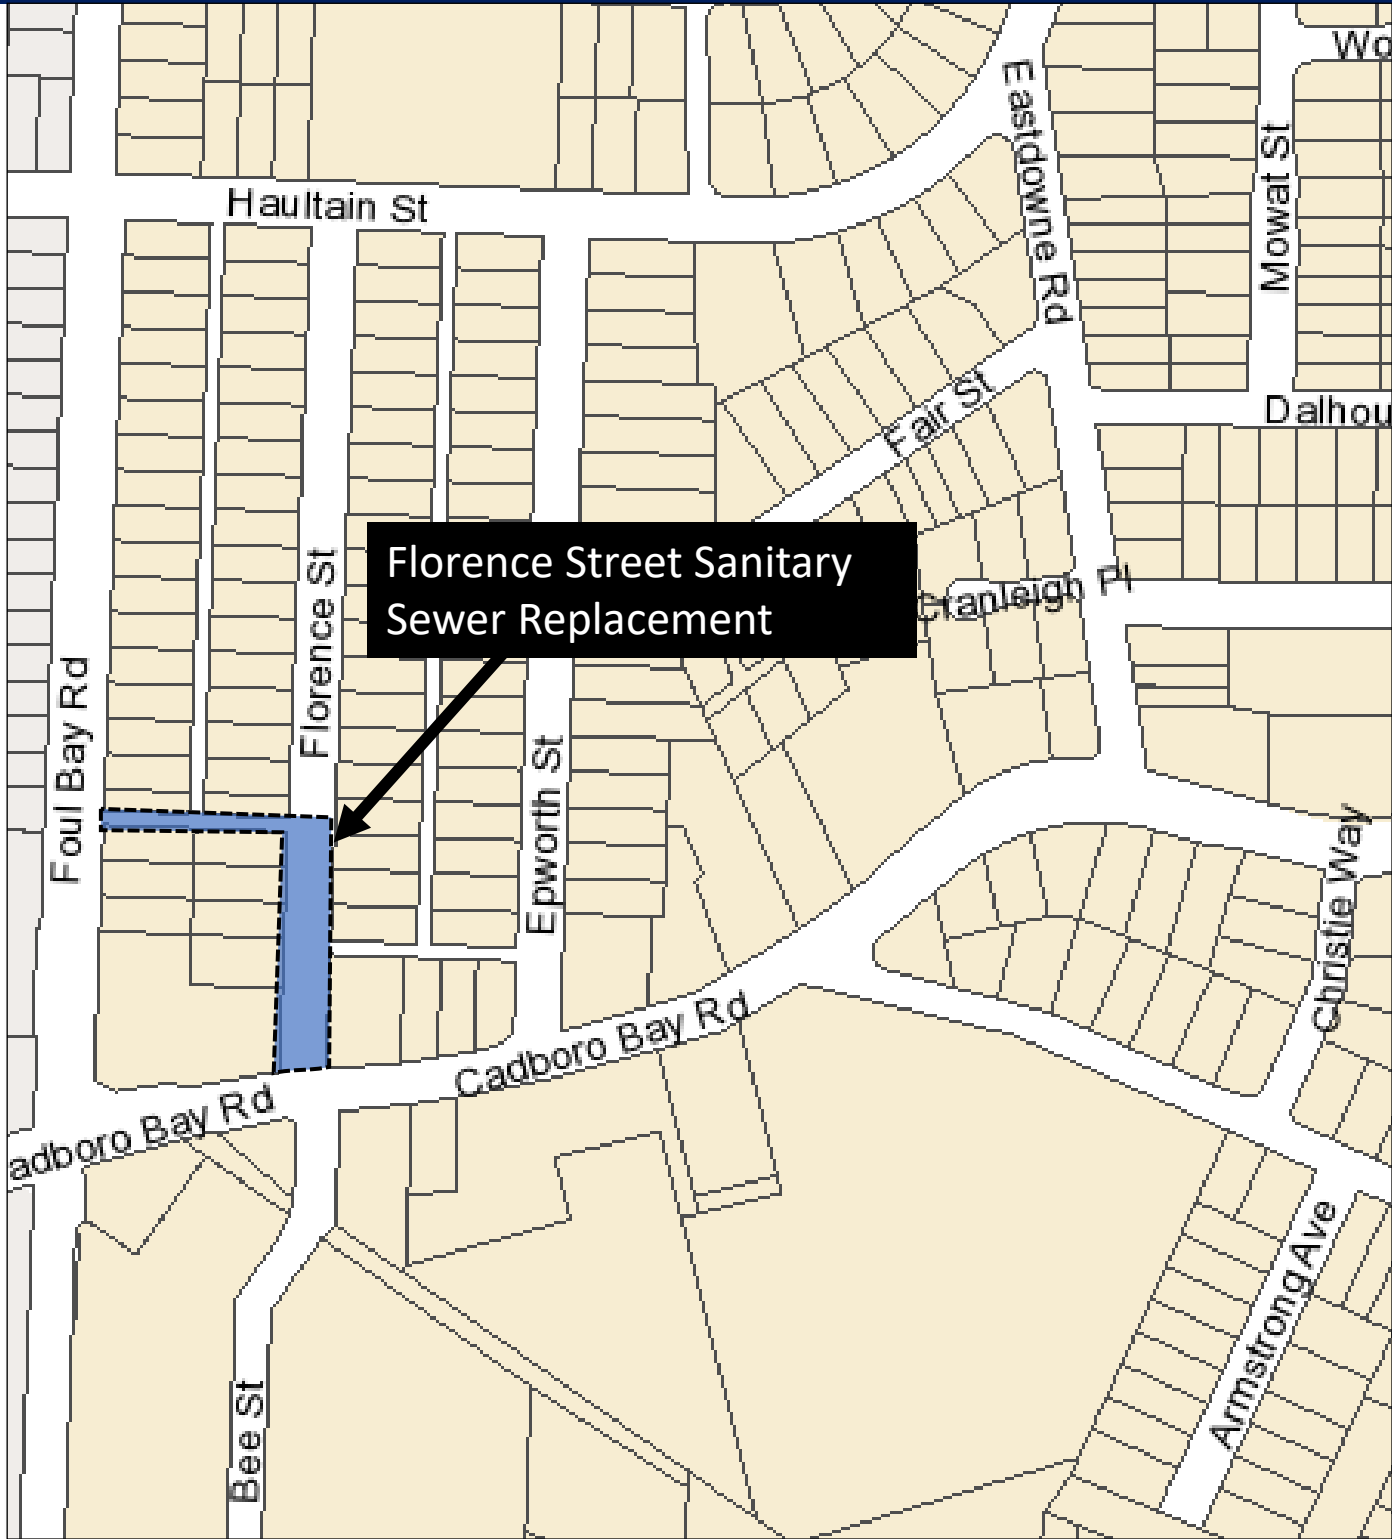 Wo
Eastdowne Rd
Mowat St
Haultain St
Fair St
Dalhou
Florence Street Sanitary
Sewer Replacement
Cranleigh Pl
Florence St
Foul Bay Rd
Epworth St
Christie Way
Cadboro Bay Rd
adboro Bay Rd
Armstrong Ave
Bee St